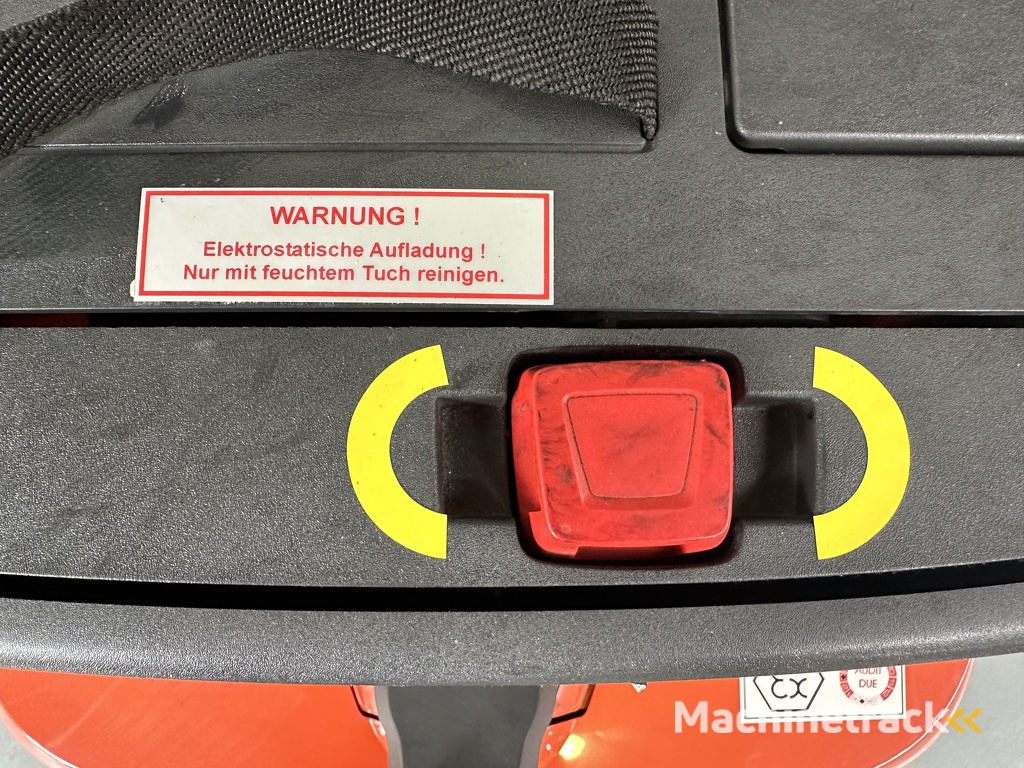 WARNUNG !
Elektrostatische Aufladung !
Nur mit feuchtem Tuch reinigen.
AUDIT
DUE
Machinetrack